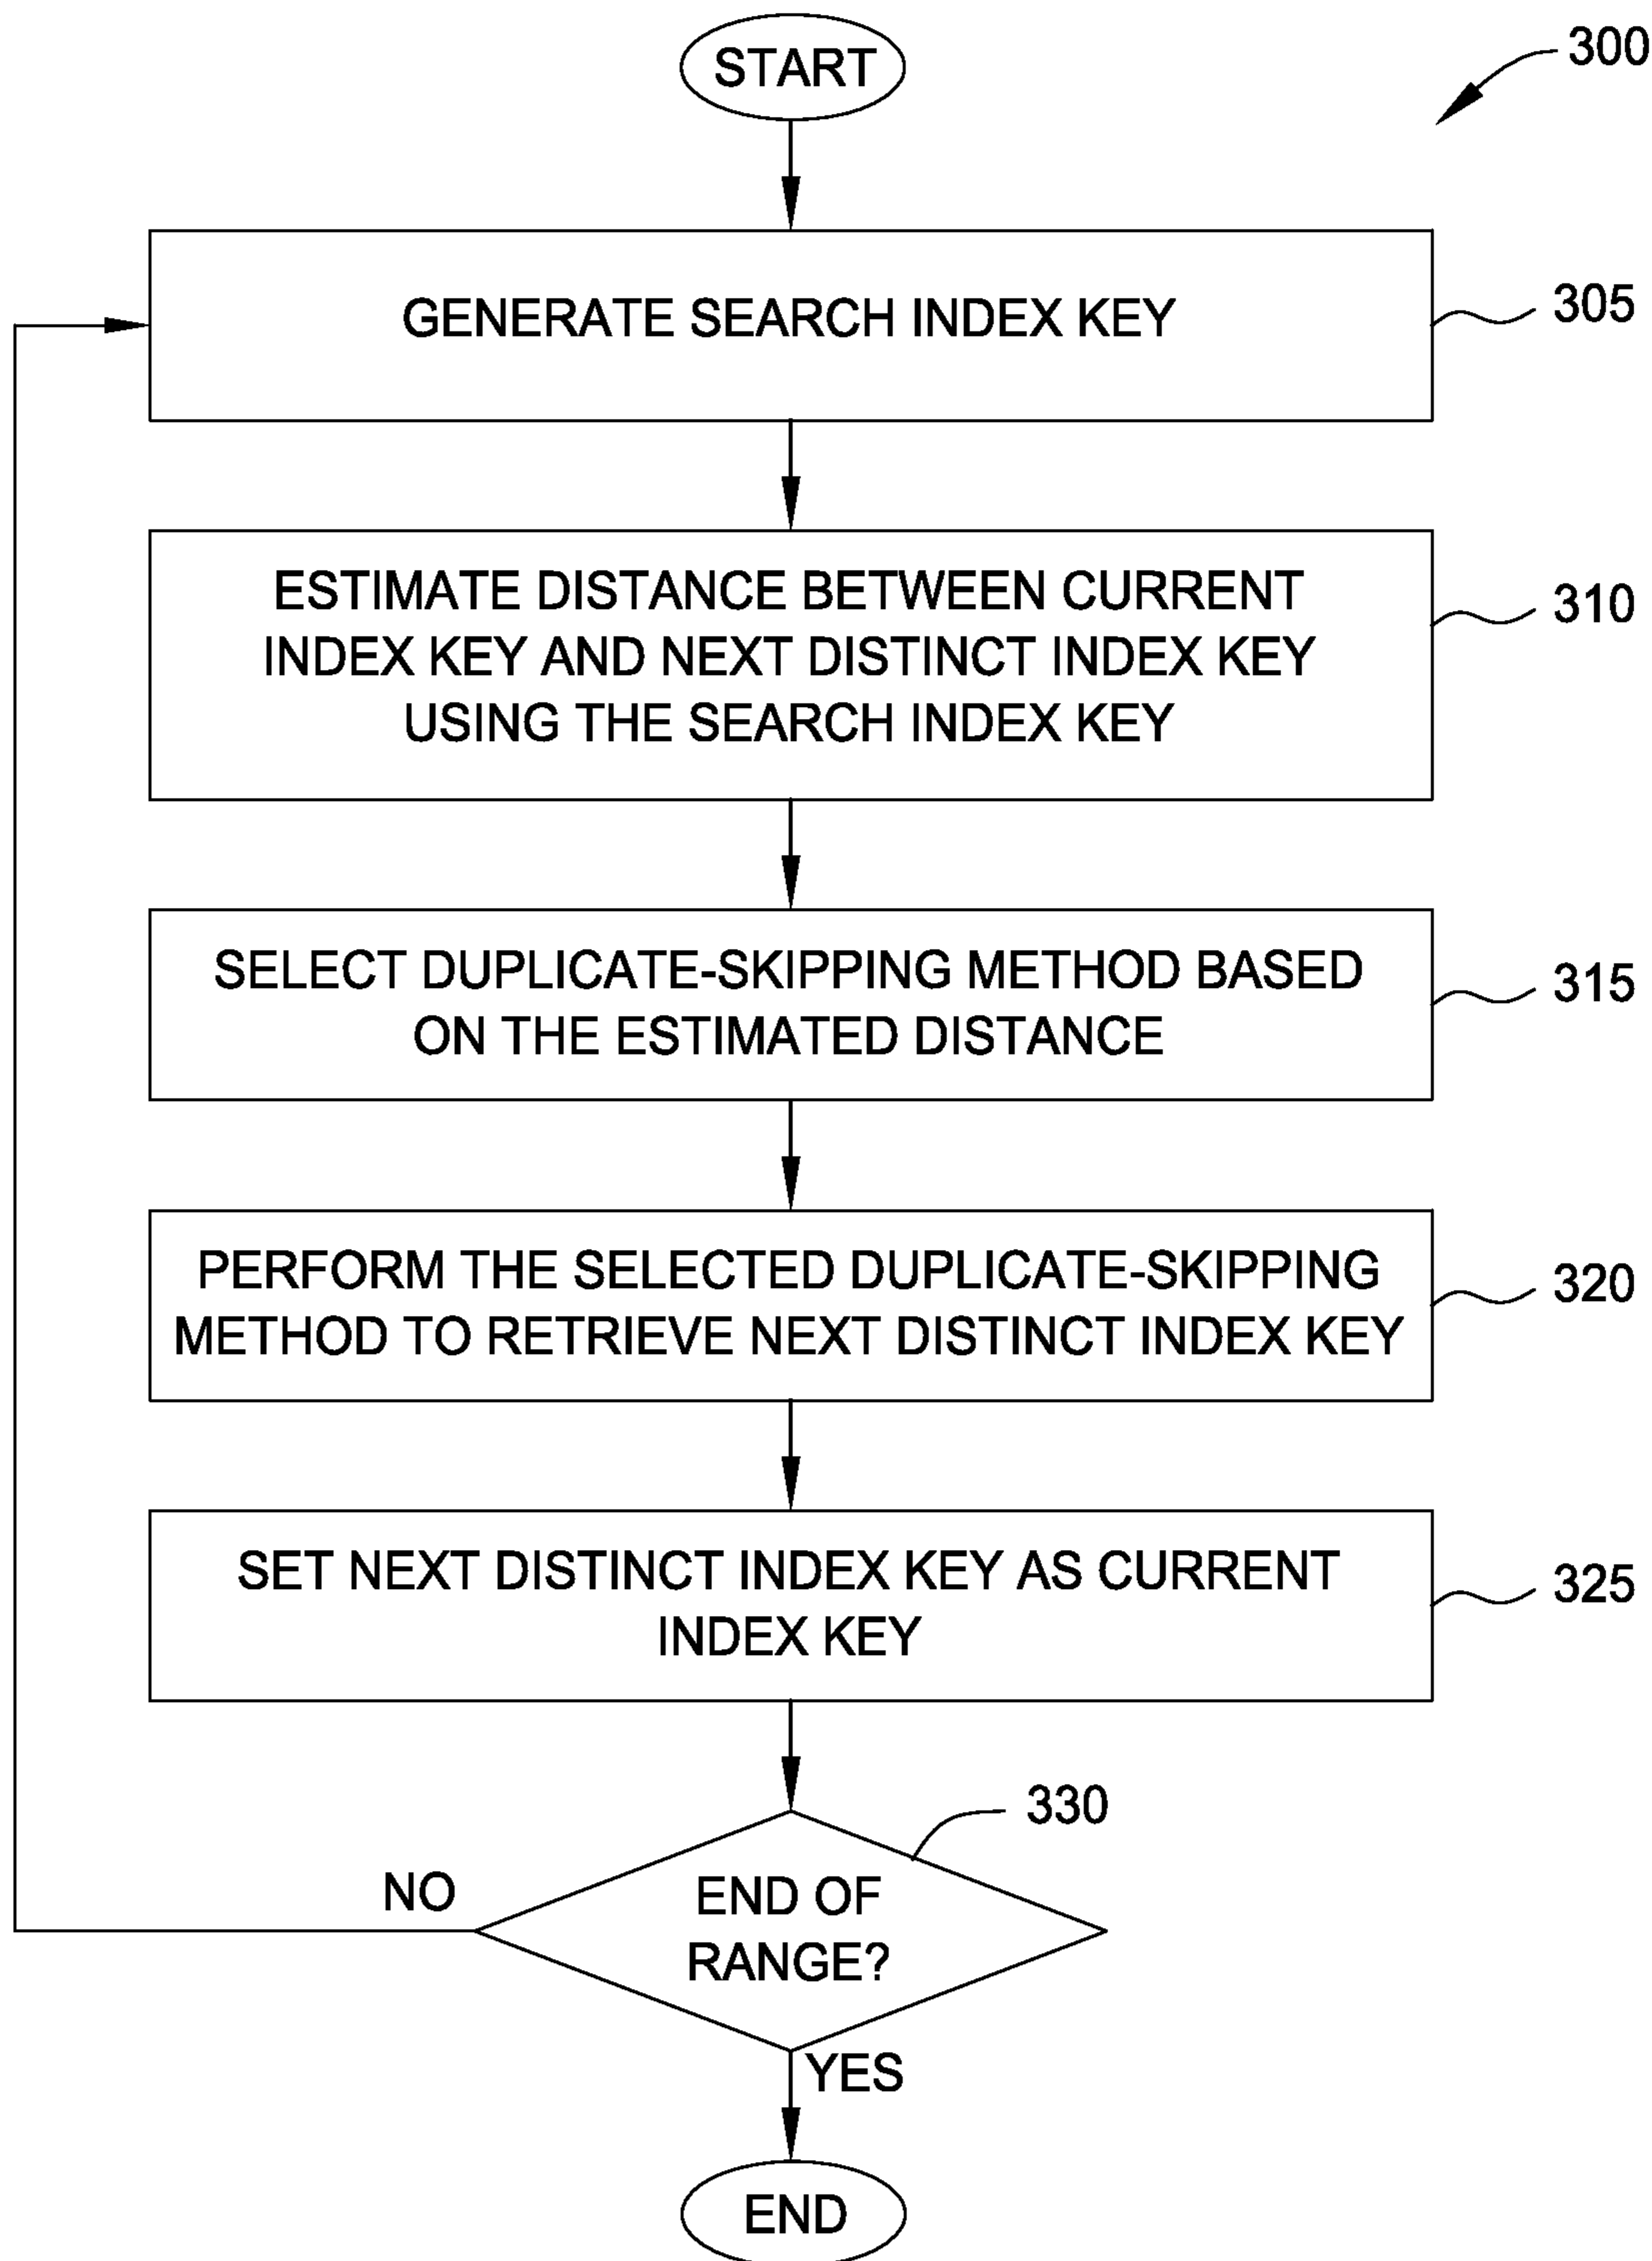 START
300
GENERATE SEARCH INDEX KEY
305
ESTIMATE DISTANCE BETWEEN CURRENT
INDEX KEY AND NEXT DISTINCT INDEX KEY
USING THE SEARCH INDEX KEY
310
SELECT DUPLICATE-SKIPPING METHOD BASED
ON THE ESTIMATED DISTANCE
315
PERFORM THE SELECTED DUPLICATE-SKIPPING
METHOD TO RETRIEVE NEXT DISTINCT INDEX KEY
320
SET NEXT DISTINCT INDEX KEY AS CURRENT
INDEX KEY
325
330
NO
END OF
RANGE?
YES
END